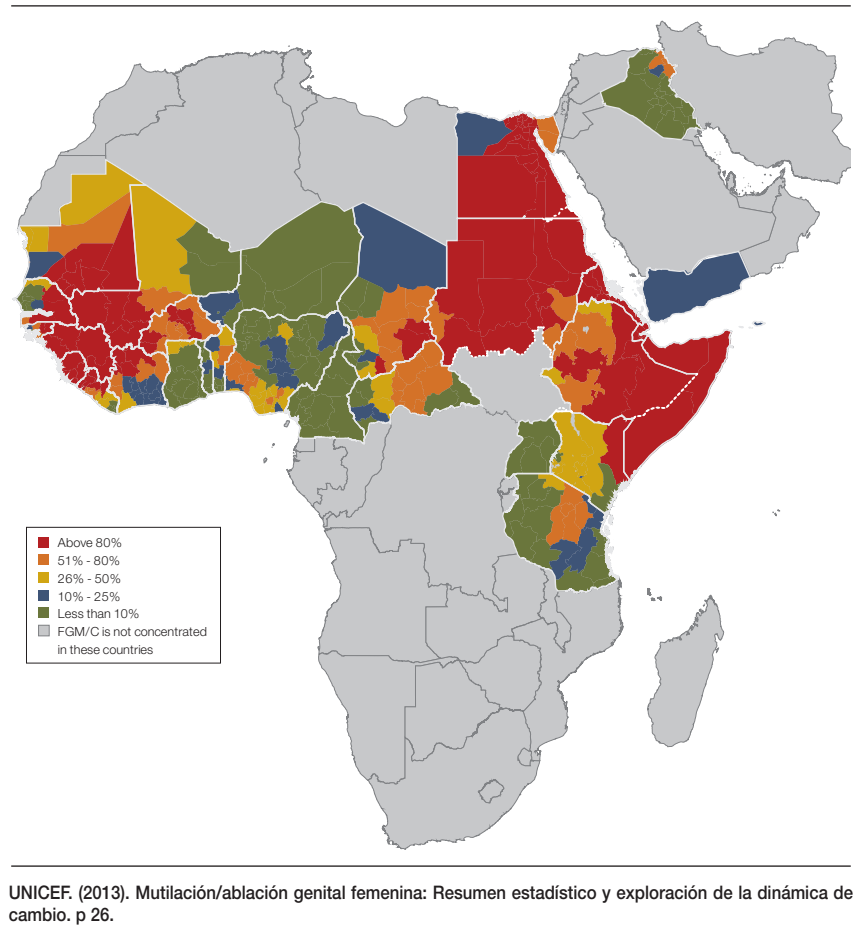 Above 80%
51% - 80%
26% - 50%
10% - 25%
Less than 10%
FGM/C is not concentrated
in these countries
UNICEF. (2013). Mutilación/ablación genital femenina: Resumen estadístico y exploración de la dinámica de
cambio. p 26.